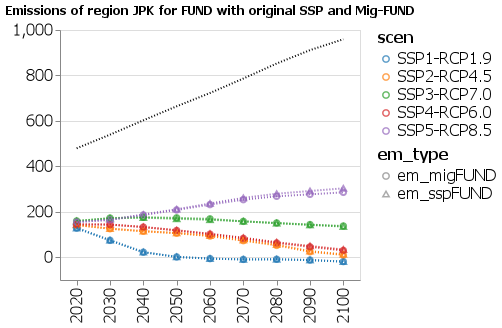 Emissions of region JPK for FUND with original SSP and Mig-FUND
1,000
800
600
400
200
0
2020
2030
2040
2050
2060
2070
2080
2090
2100
scen
SSP1-RCP1.9
SSP2-RCP4.5
SSP3-RCP7.0
SSP4-RCP6.0
SSP5-RCP8.5
em_type
em_migFUND
em_sspFUND